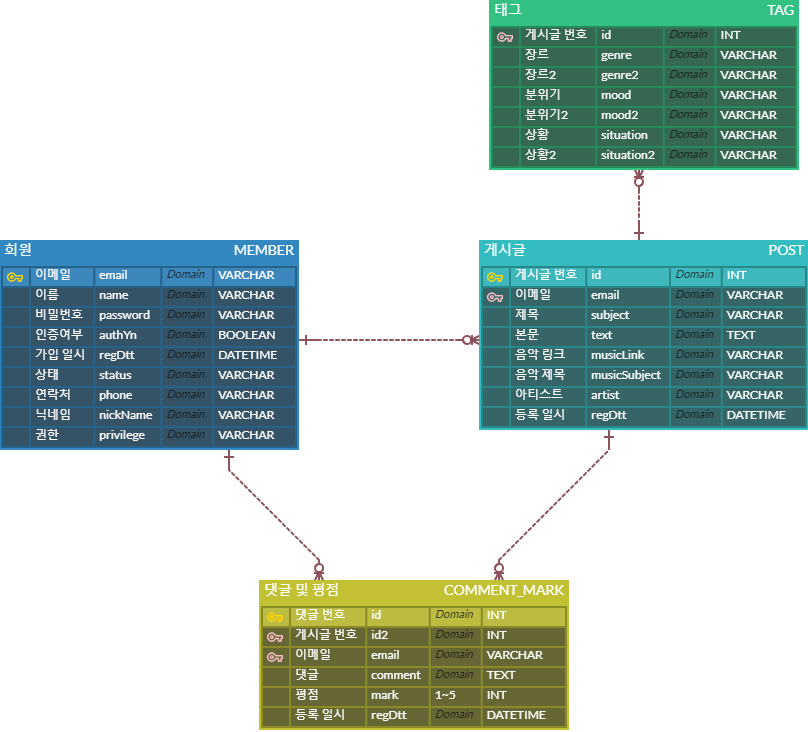 태그 TAG
게시글 번호 id Domain INT
장르 genre Domain VARCHAR
장르2 genre2 Domain VARCHAR
분위기 mood Domain VARCHAR
분위기2 mood2 Domain VARCHAR
상황 situation Domain VARCHAR
상황2 situation2 Domain VARCHAR
회원 MEMBER
이메일 email Domain VARCHAR
이름 name Domain VARCHAR
비밀번호 password Domain VARCHAR
인증여부 authYn Domain BOOLEAN
가입 일시 regDtt Domain DATETIME
상태 status Domain VARCHAR
연락처 phone Domain VARCHAR
닉네임 nickName Domain VARCHAR
권한 privilege Domain VARCHAR
게시글 POST
게시글 번호 id Domain INT
이메일 email Domain VARCHAR
제목 subject Domain VARCHAR
본문 text Domain TEXT
음악 링크 musicLink Domain VARCHAR
음악 제목 musicSubject Domain VARCHAR
아티스트 artist Domain VARCHAR
등록 일시 regDtt Domain DATETIME
댓글 및 평점 COMMENT_MARK
댓글 번호 id Domain INT
게시글 번호 id2 Domain INT
이메일 email Domain VARCHAR
댓글 comment Domain TEXT
평점 mark 1~5 INT
등록 일시 regDtt Domain DATETIME